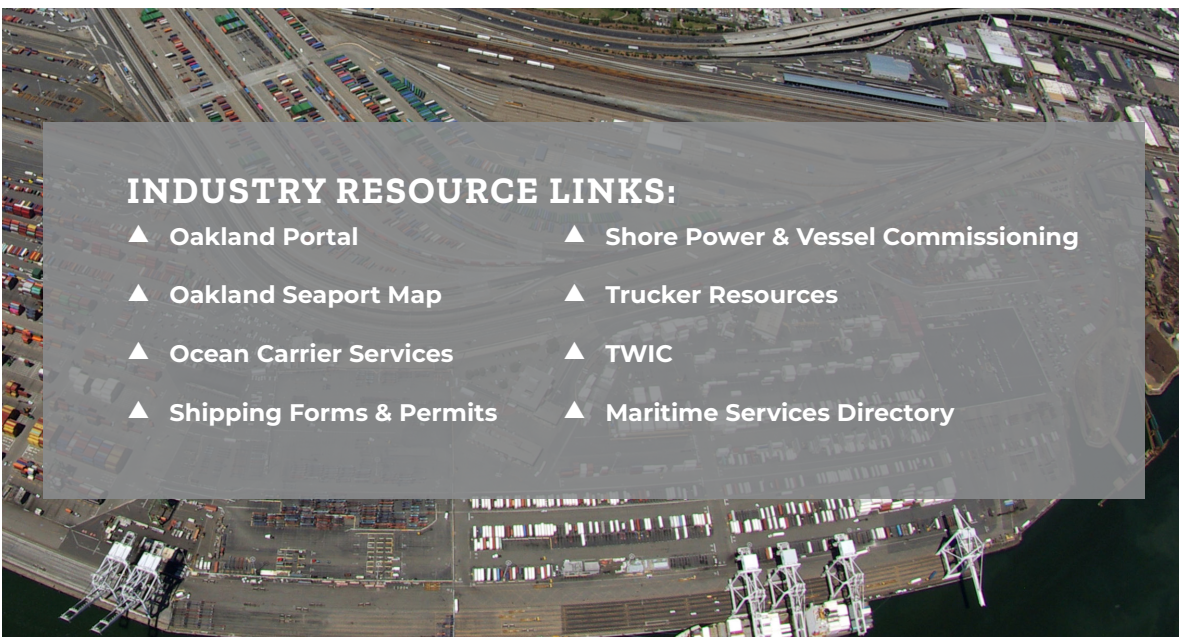 INDUSTRY RESOURCE LINKS:
Oakland Portal
Oakland Seaport Map
Ocean Carrier Services
Shipping Forms & Permits
Shore Power & Vessel Commissioning
Trucker Resources
TWIC
Maritime Services Directory